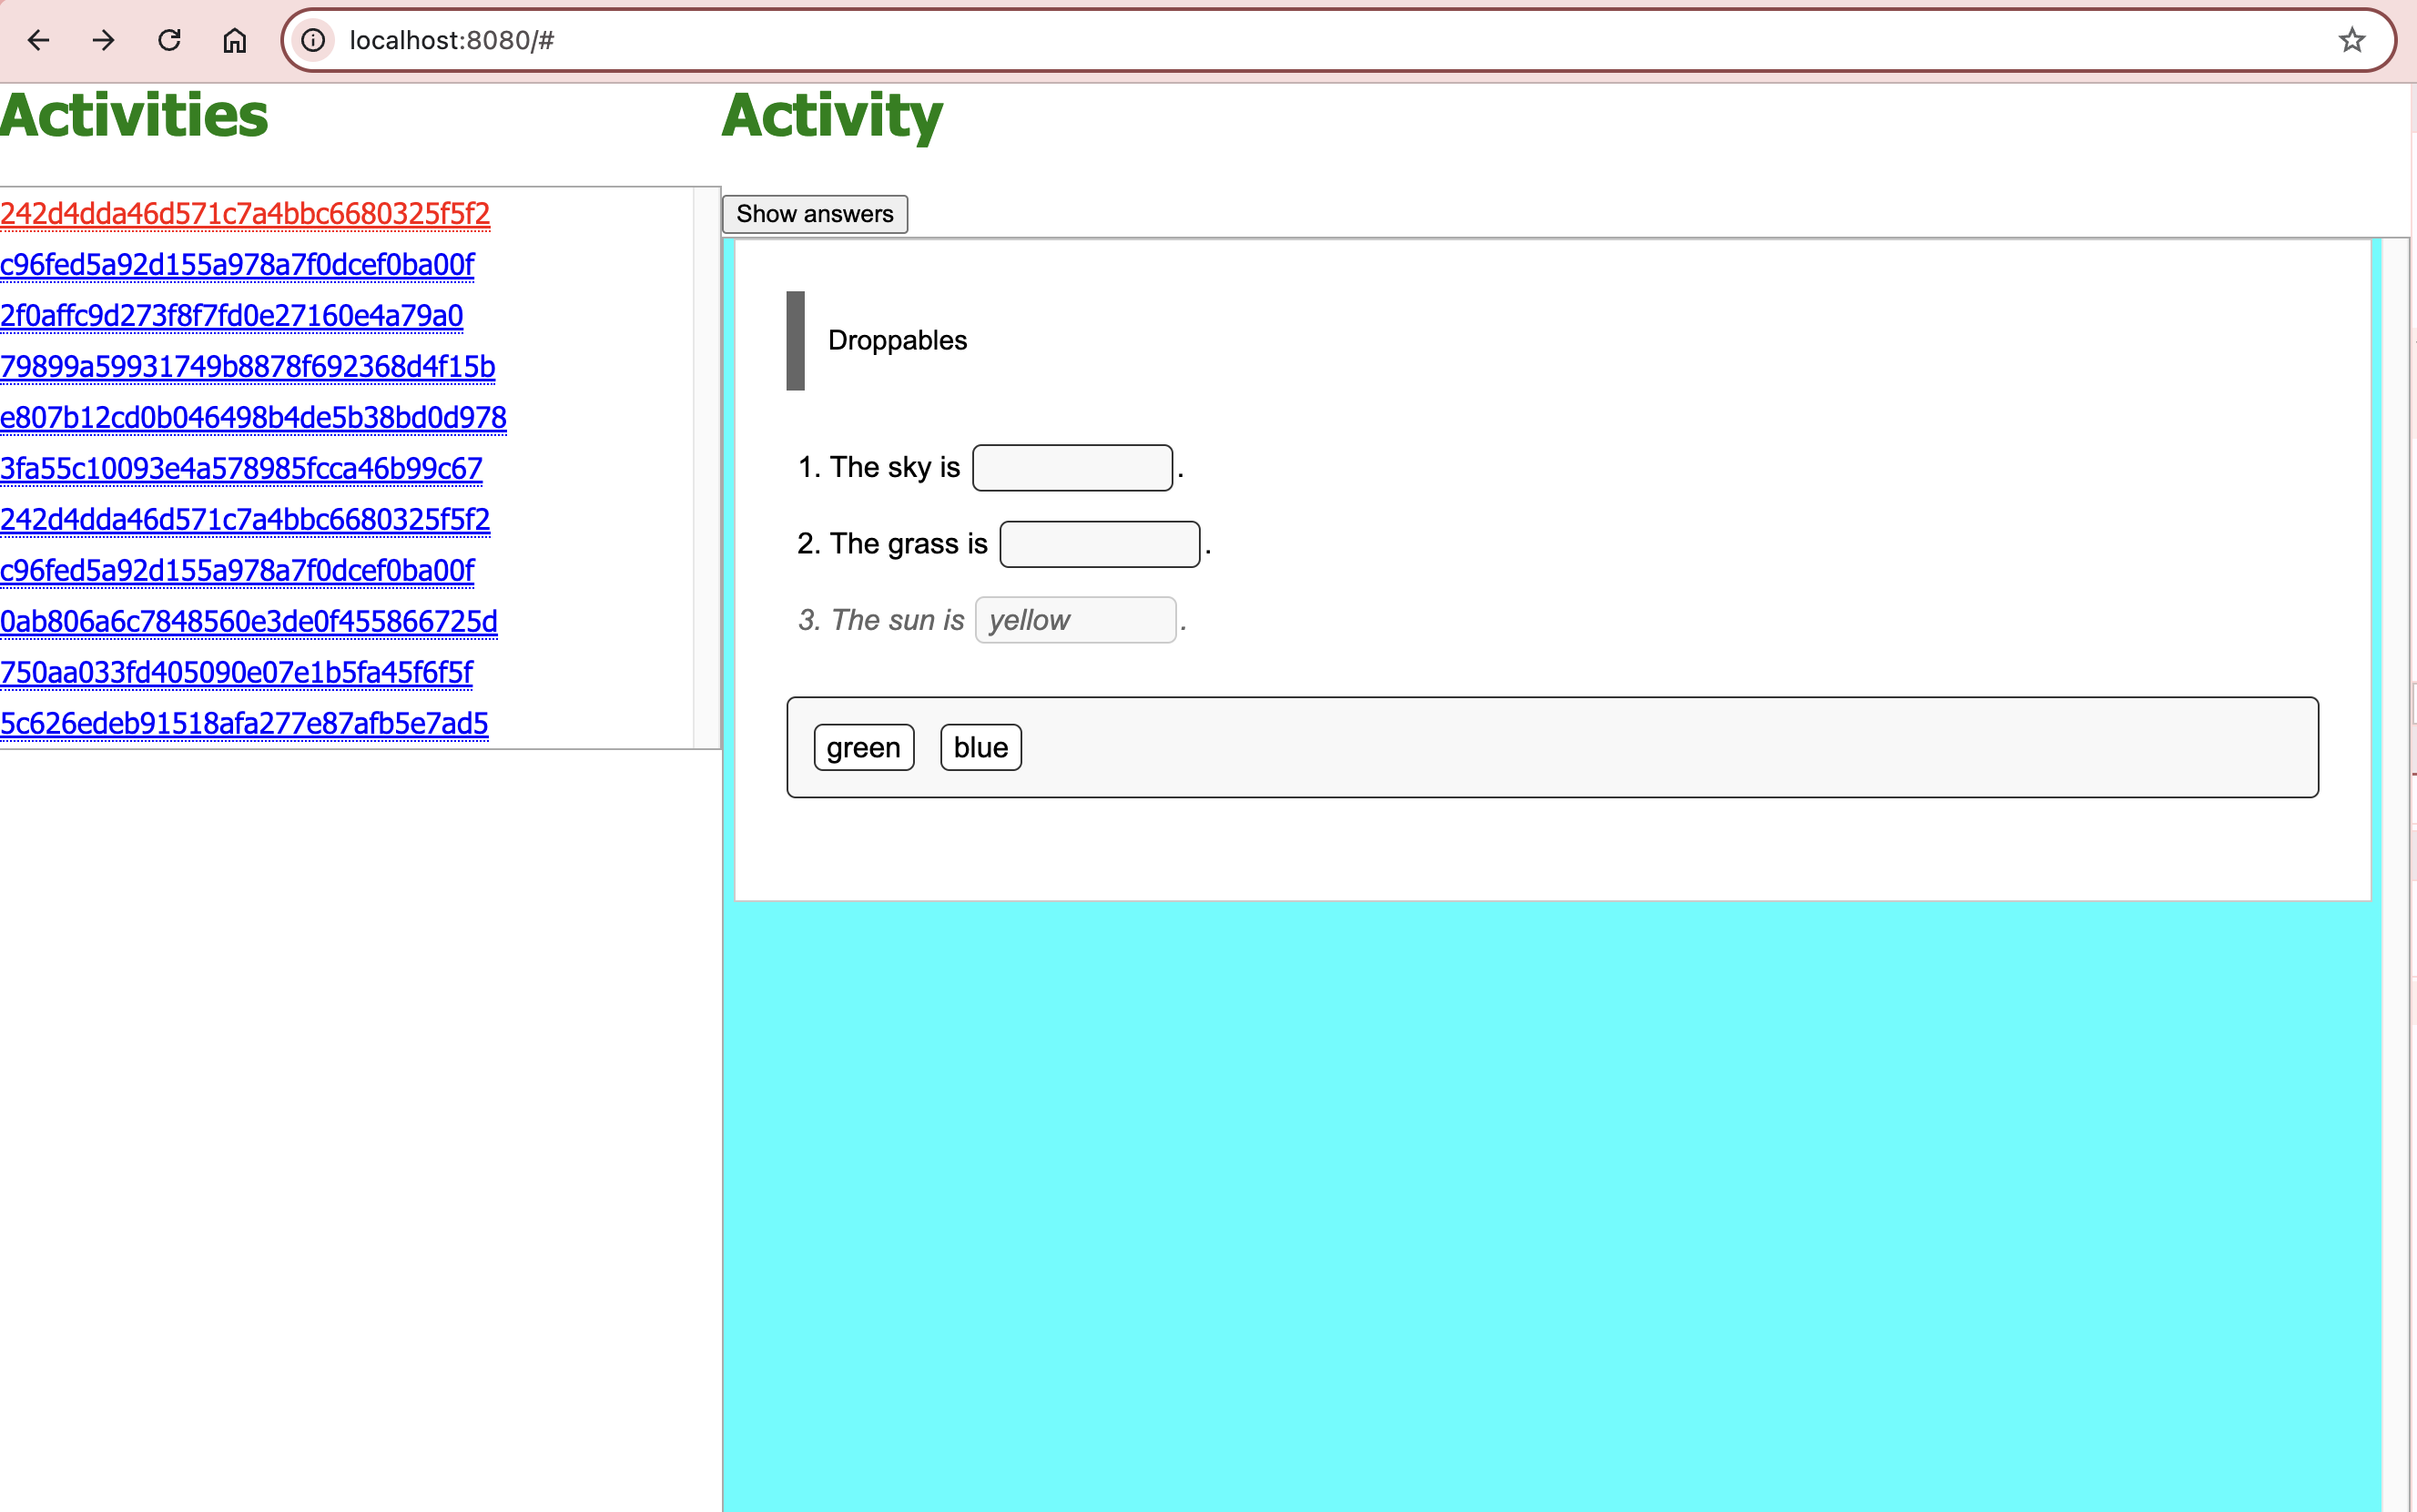 localhost:8080/#
Activities
242d4dda46d571c7a4bbc6680325f5f2
c96fed5a92d155a978a7f0dcef0ba00f
2f0affc9d273f8f7fd0e27160e4a79a0
79899a59931749b8878f692368d4f15b
e807b12cd0b046498b4de5b38bd0d978
3fa55c10093e4a578985fcca46b99c67
242d4dda46d571c7a4bbc6680325f5f2
c96fed5a92d155a978a7f0dcef0ba00f
0ab806a6c7848560e3de0f455866725d
750aa033fd405090e07e1b5fa45f6f5f
5c626edeb91518afa277e87afb5e7ad5
Activity
Show answers
Droppables
1. The sky is .
2. The grass is .
3. The sun is yellow .
green blue